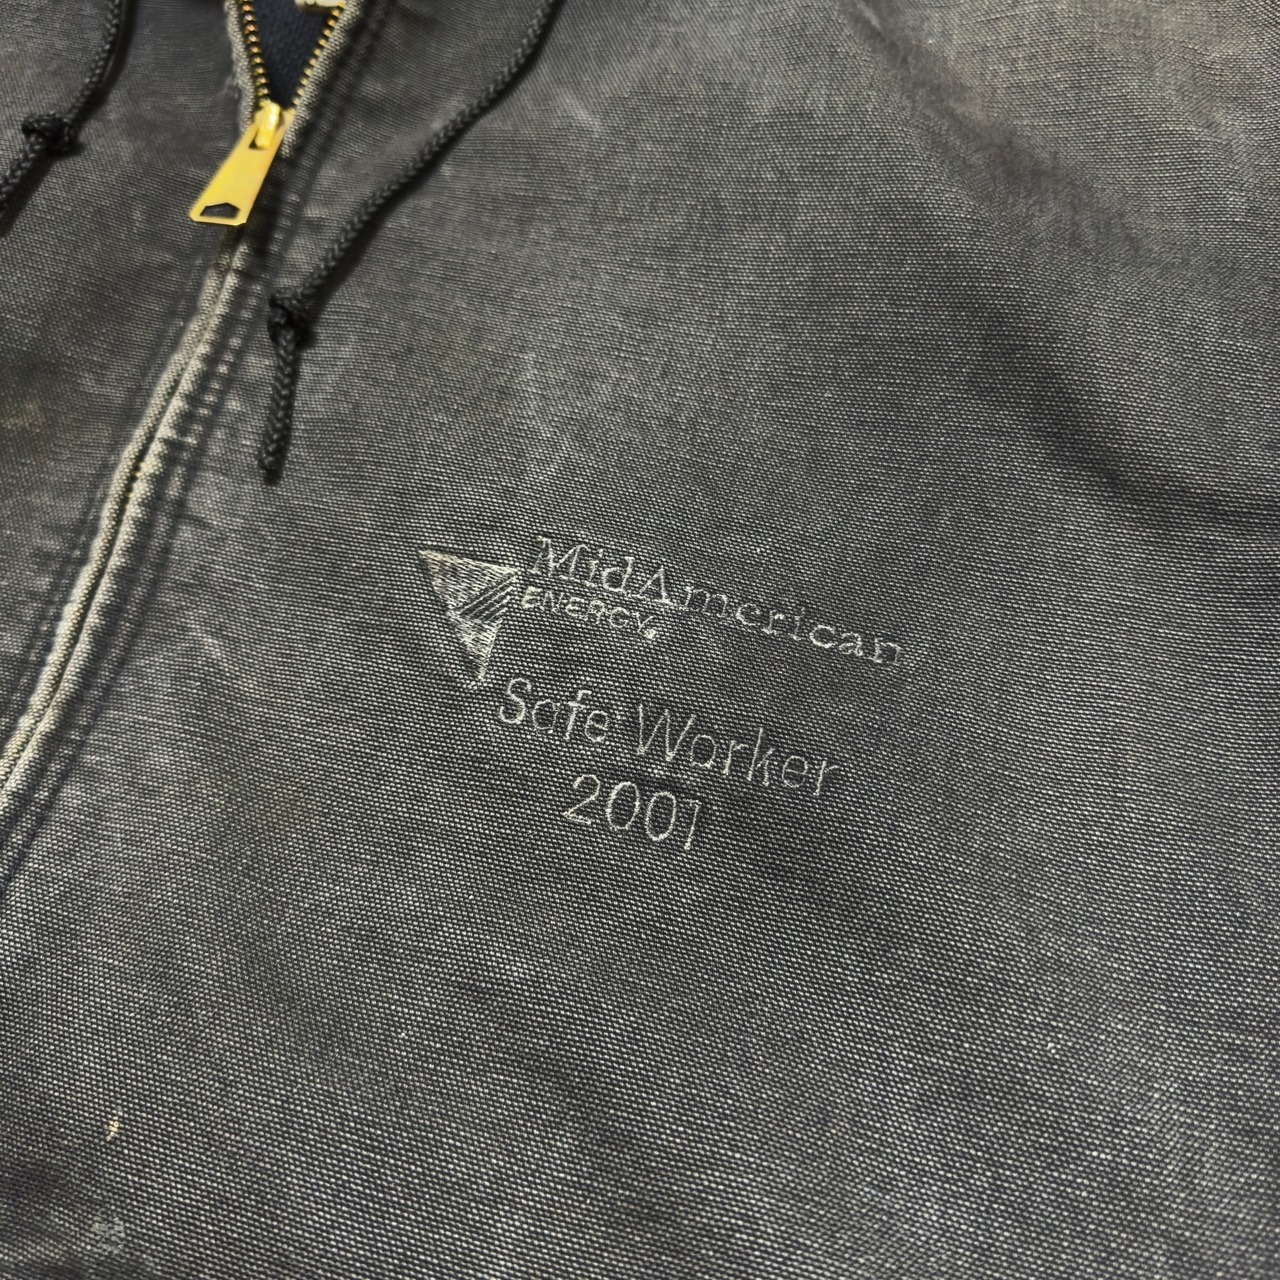 MidAmerican
ENERGY®
Safe Worker
2001